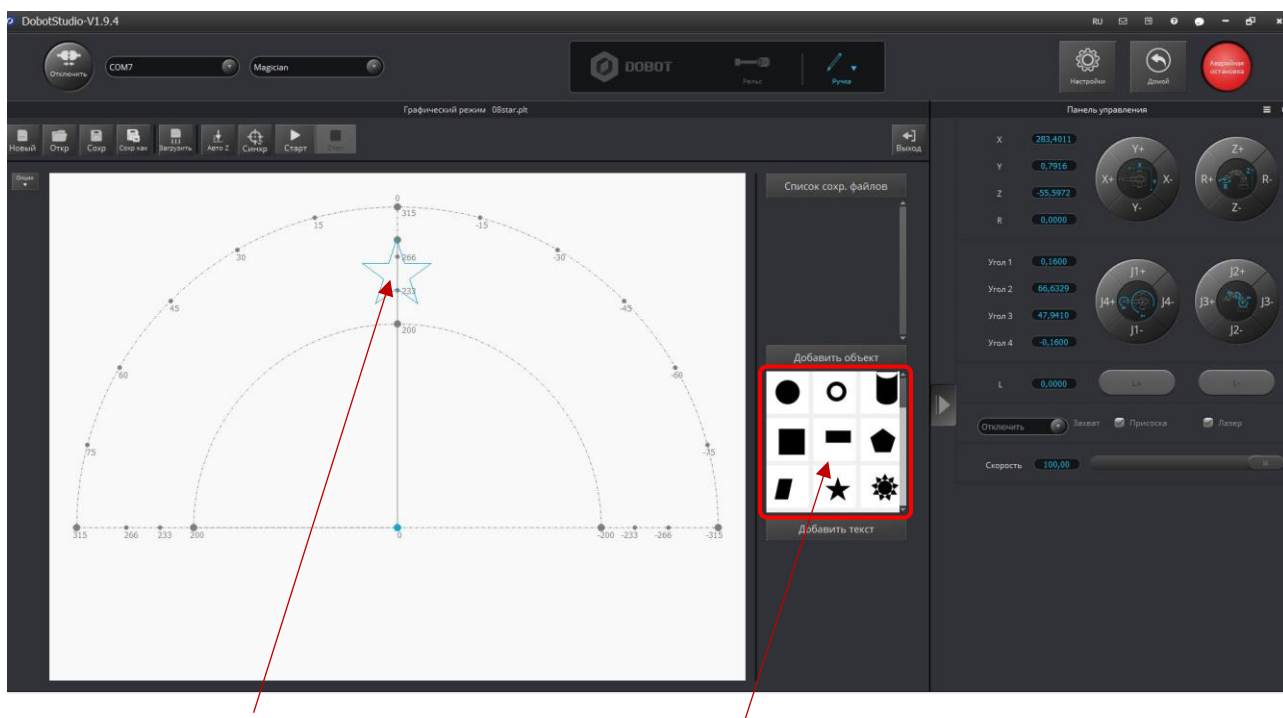 DobotStudio-V1.9.4
RU
Отключить
COM7
Magician
DOBOT
Рельс
Ручка
Настройки
Домой
Аварийная остановка
Графический режим 08star.plt
Панель управления
Новый Откр Сохр Сохр как Загрузить Авто Z Синхр Старт Стоп
Выход
Опции
Список сохр. файлов
0
315
15
-15
30
266
-30
45
233
-45
200
60
-60
75
-75
315 266 233 200 0 -200 -233 -266 -315
Добавить объект
Добавить текст
X 283,4011
Y 0,7916
Z -55,5972
R 0,0000
Y+
X+ X-
Y-
Z+
R+ R-
Z-
Угол 1 0,1600
Угол 2 66,6329
Угол 3 47,9410
Угол 4 -0,1600
J1+
J4+ J4-
J1-
J2+
J3+ J3-
J2-
L 0,0000 L+ L-
Отключить Захват Присоска Лазер
Скорость 100,00